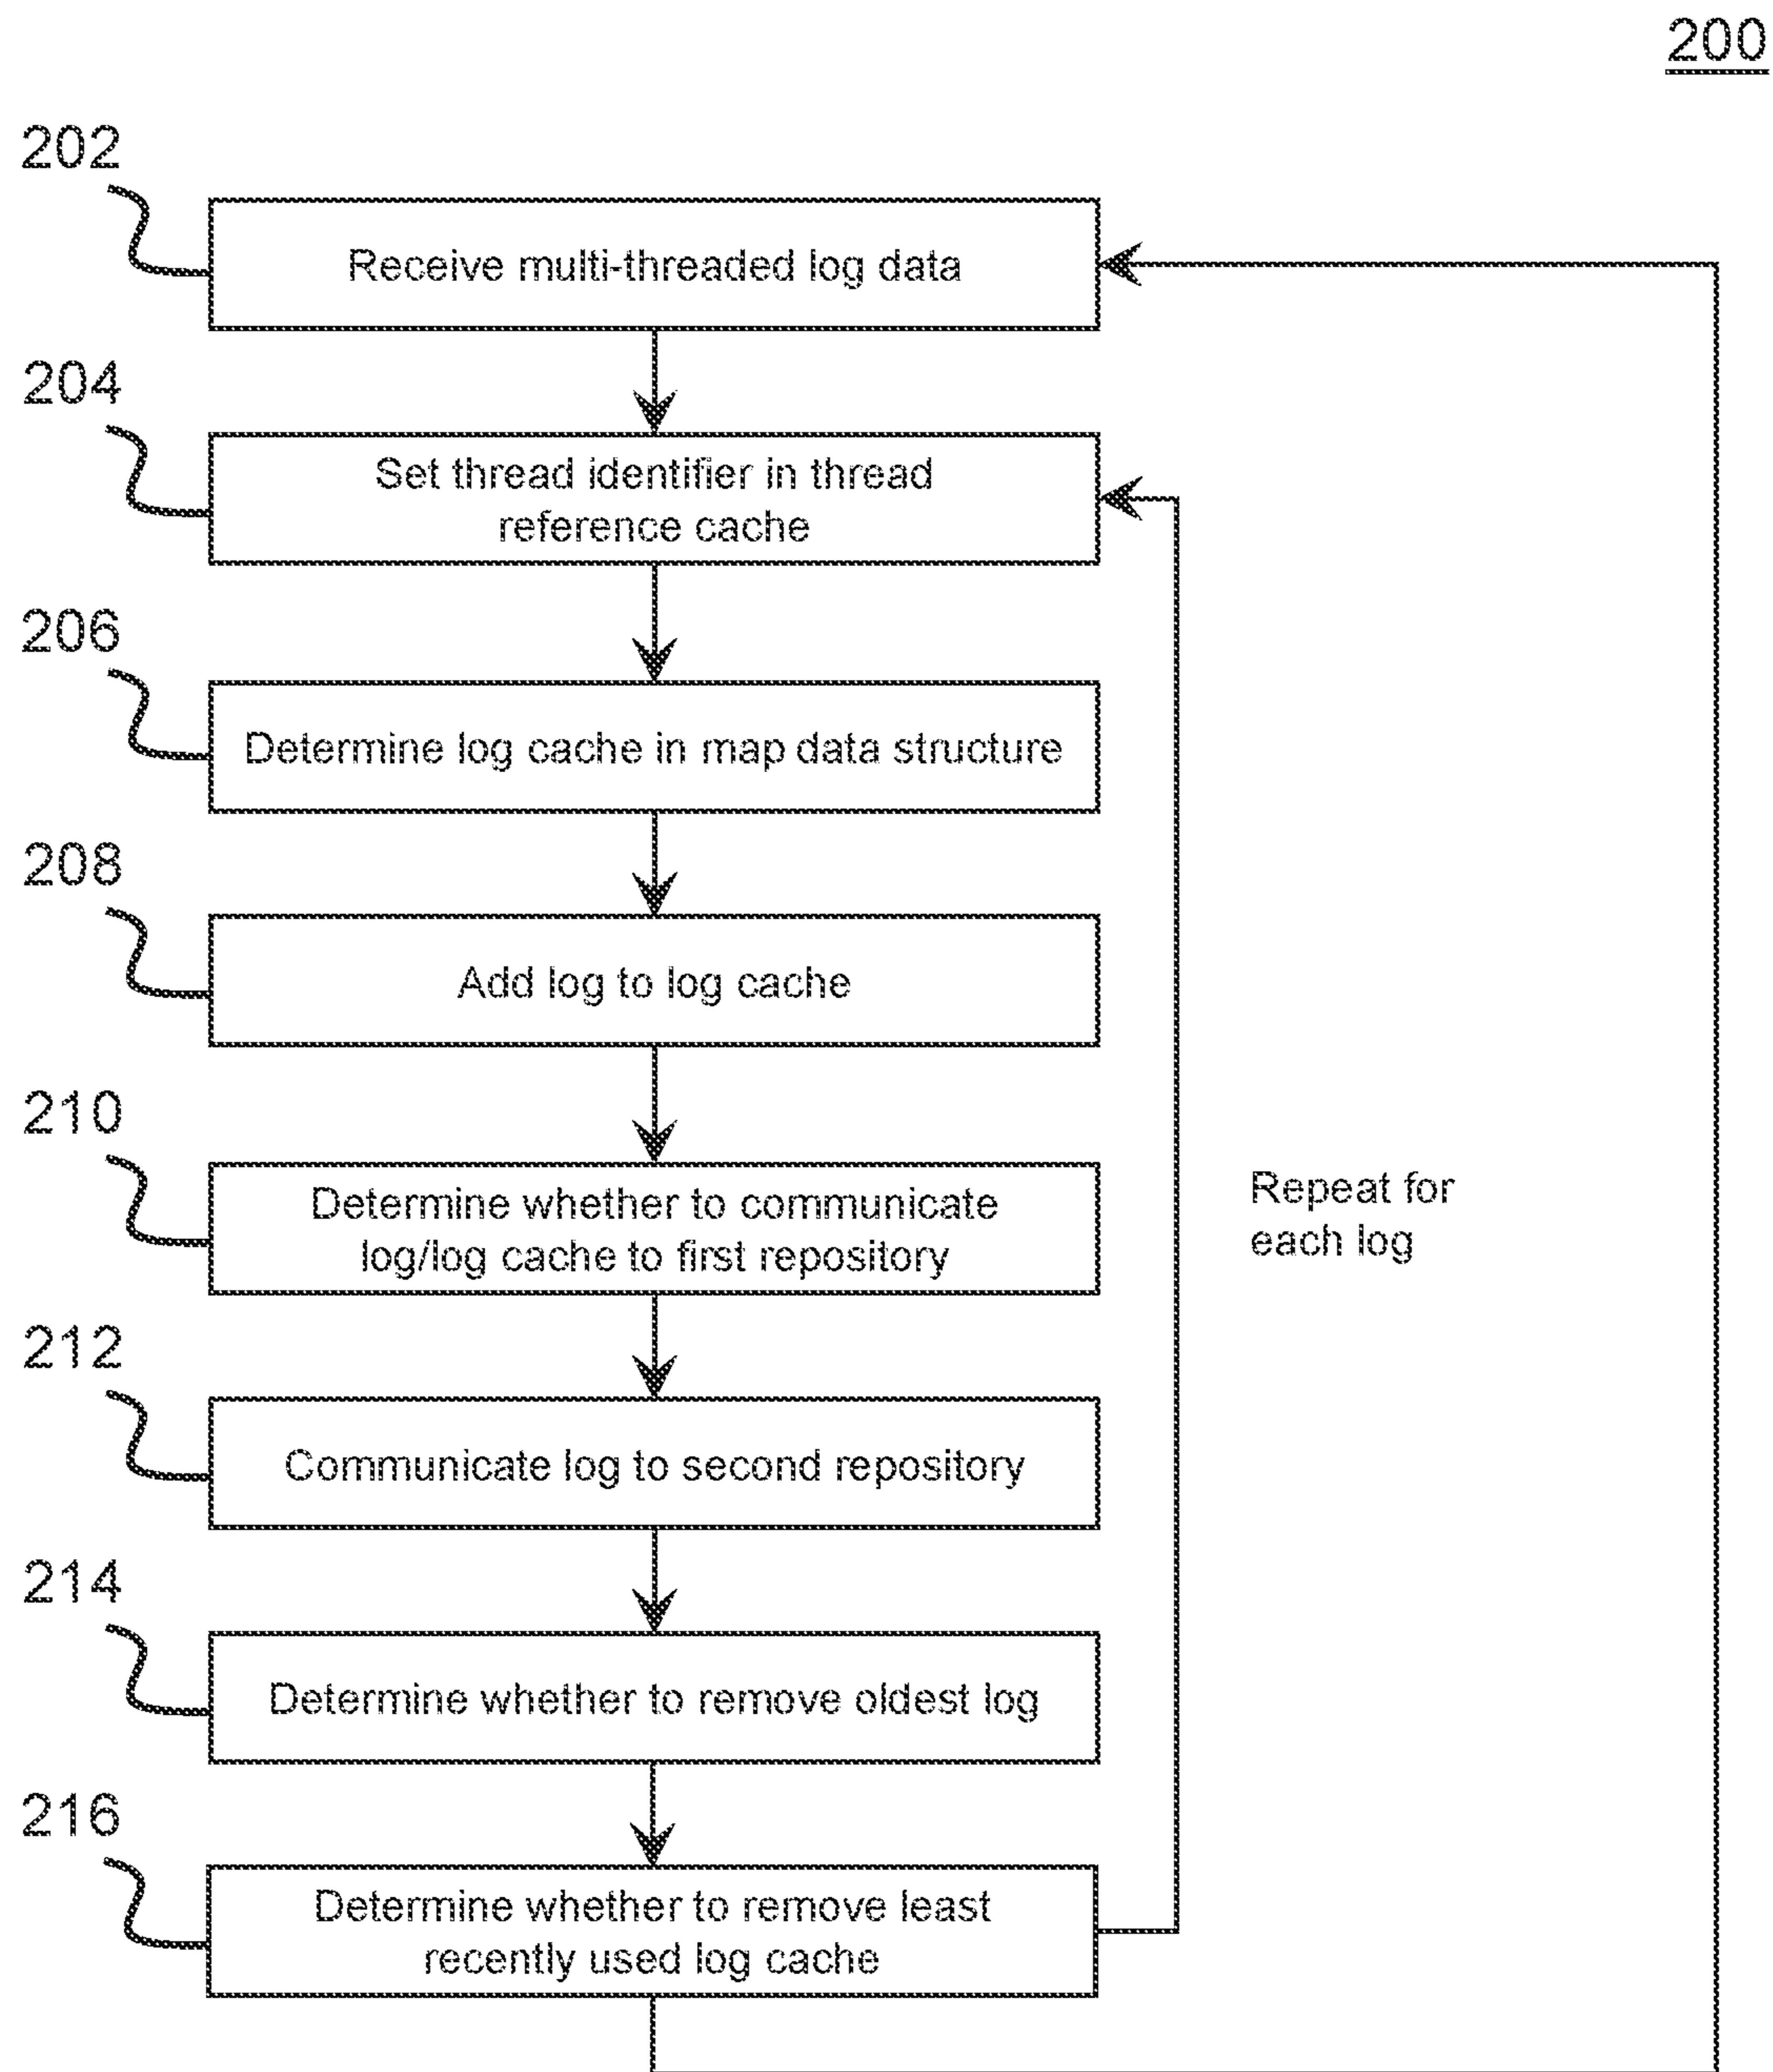 200
202
Receive multi-threaded log data
204
Set thread identifier in thread
reference cache
206
Determine log cache in map data structure
208
Add log to log cache
210
Determine whether to communicate
log/log cache to first repository
Repeat for
each log
212
Communicate log to second repository
214
Determine whether to remove oldest log
216
Determine whether to remove least
recently used log cache